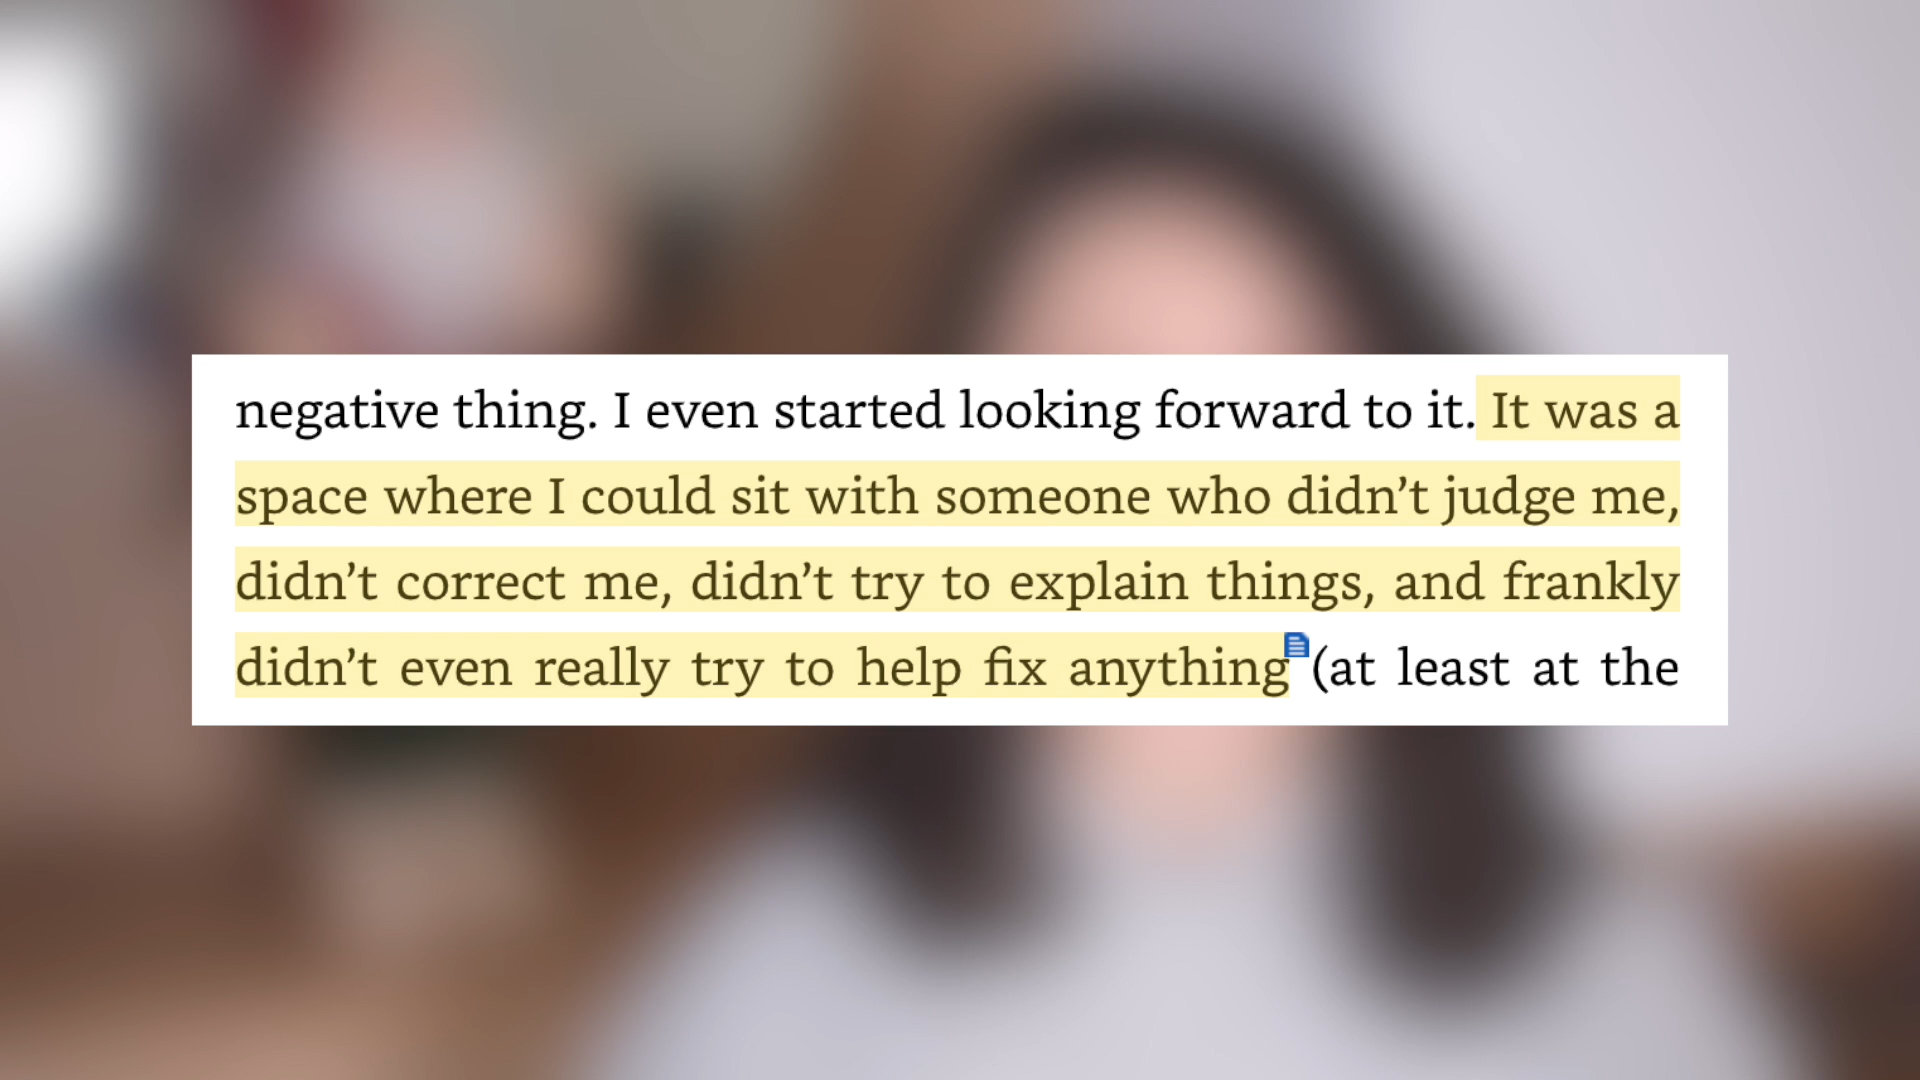 negative thing. I even started looking forward to it. It was a
space where I could sit with someone who didn’t judge me,
didn’t correct me, didn’t try to explain things, and frankly
didn’t even really try to help fix anything (at least at the